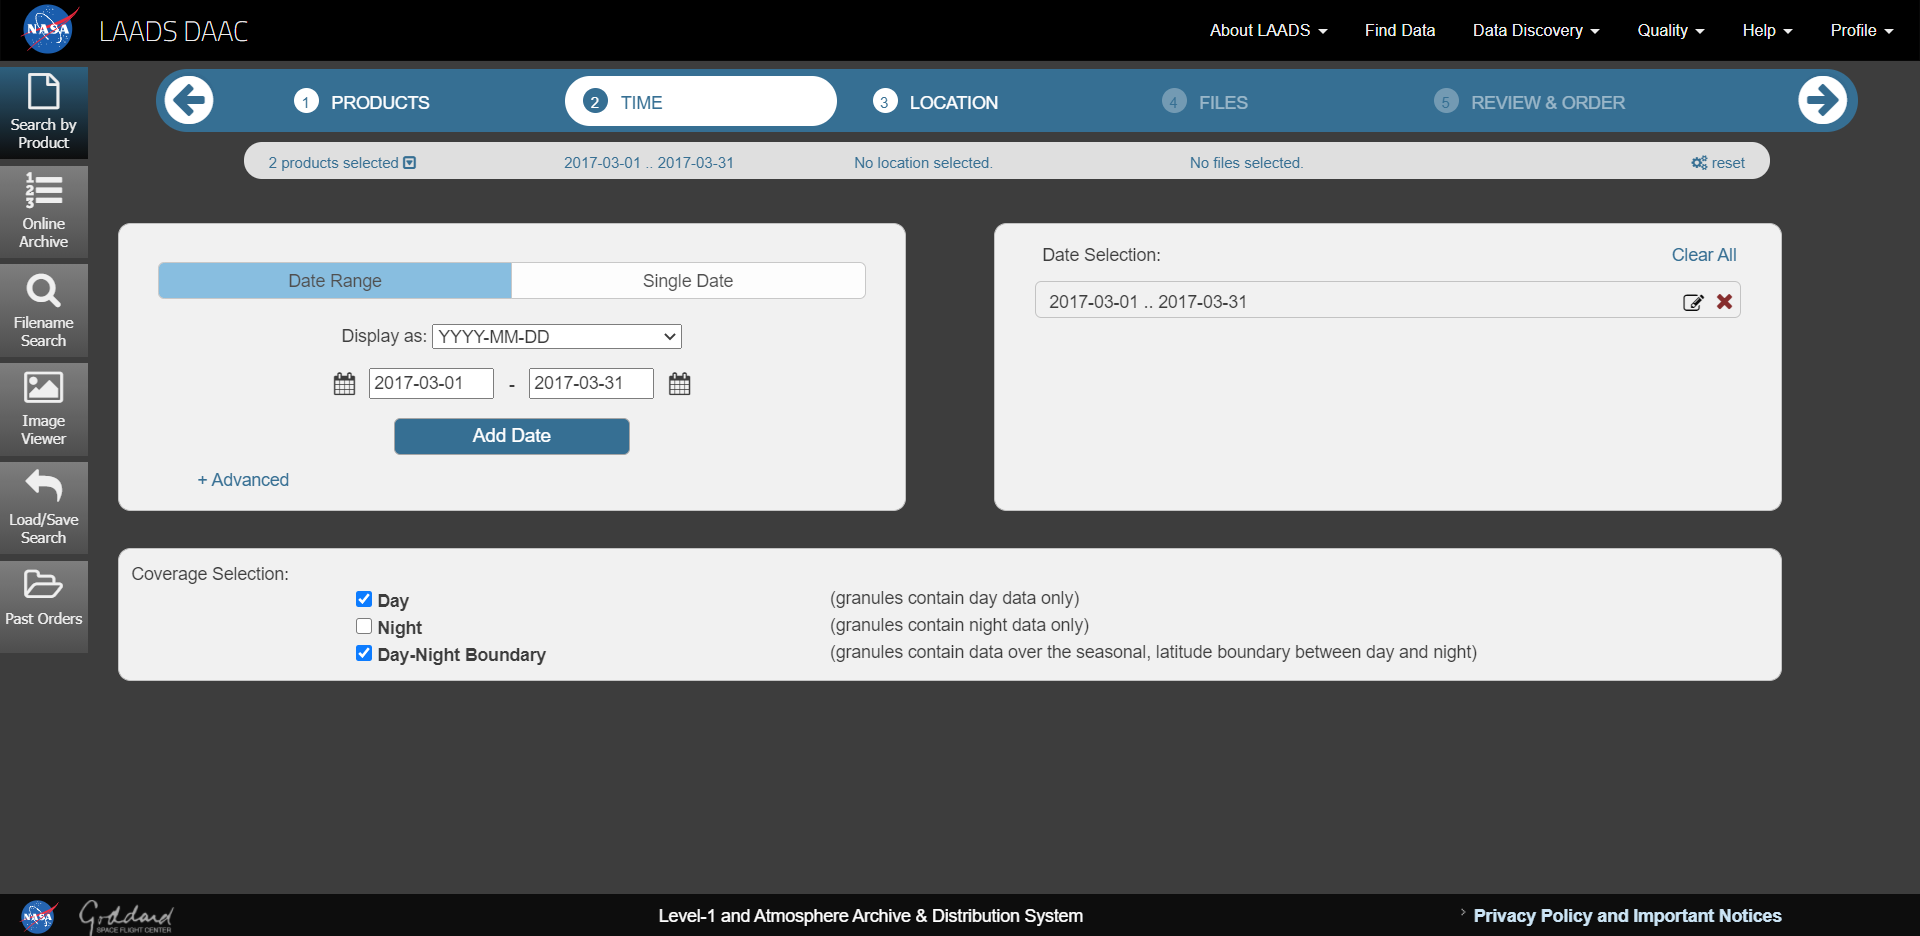 NASA LAADS DAAC About LAADS Find Data Data Discovery Quality Help Profile
Search by
Product
1 PRODUCTS 2 TIME 3 LOCATION 4 FILES 5 REVIEW & ORDER
2 products selected 2017-03-01 .. 2017-03-31 No location selected. No files selected. reset
1
2
3
Online
Archive
Filename
Search
Image
Viewer
Load/Save
Search
Past Orders
Date Range Single Date
Display as: YYYY-MM-DD
2017-03-01 - 2017-03-31
Add Date
+ Advanced
Date Selection: Clear All
2017-03-01 .. 2017-03-31
Coverage Selection:
Day (granules contain day data only)
Night (granules contain night data only)
Day-Night Boundary (granules contain data over the seasonal, latitude boundary between day and night)
NASA Goddard
SPACE FLIGHT CENTER
Level-1 and Atmosphere Archive & Distribution System
Privacy Policy and Important Notices